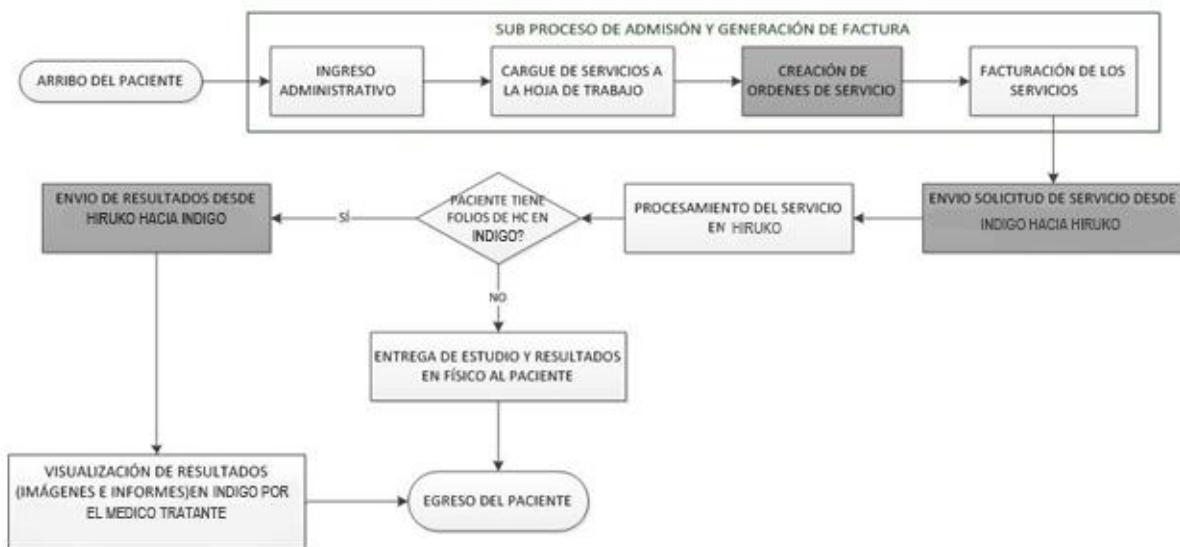 SUB PROCESO DE ADMISIÓN Y GENERACIÓN DE FACTURA
ARRIBO DEL PACIENTE
INGRESO
ADMINISTRATIVO
CARGUE DE SERVICIOS A
LA HOJA DE TRABAJO
CREACIÓN DE
ORDENES DE SERVICIO
FACTURACIÓN DE LOS
SERVICIOS
ENVIO SOLICITUD DE SERVICIO DESDE
INDIGO HACIA HIRUKO
PROCESAMIENTO DEL SERVICIO
EN HIRUKO
PACIENTE TIENE
FOLIOS DE HC EN
INDIGO?
SÍ
ENVIO DE RESULTADOS DESDE
HIRUKO HACIA INDIGO
NO
ENTREGA DE ESTUDIO Y RESULTADOS
EN FÍSICO AL PACIENTE
VISUALIZACIÓN DE RESULTADOS
(IMÁGENES E INFORMES)EN INDIGO POR
EL MEDICO TRATANTE
EGRESO DEL PACIENTE